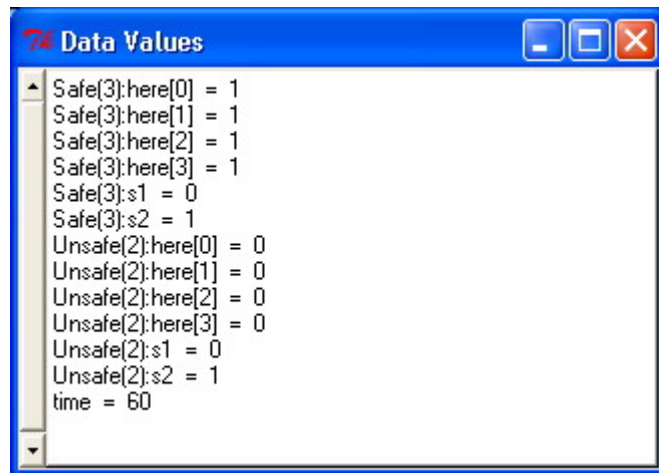 Tk Data Values
Safe(3):here[0] = 1
Safe(3):here[1] = 1
Safe(3):here[2] = 1
Safe(3):here[3] = 1
Safe(3):s1 = 0
Safe(3):s2 = 1
Unsafe(2):here[0] = 0
Unsafe(2):here[1] = 0
Unsafe(2):here[2] = 0
Unsafe(2):here[3] = 0
Unsafe(2):s1 = 0
Unsafe(2):s2 = 1
time = 60